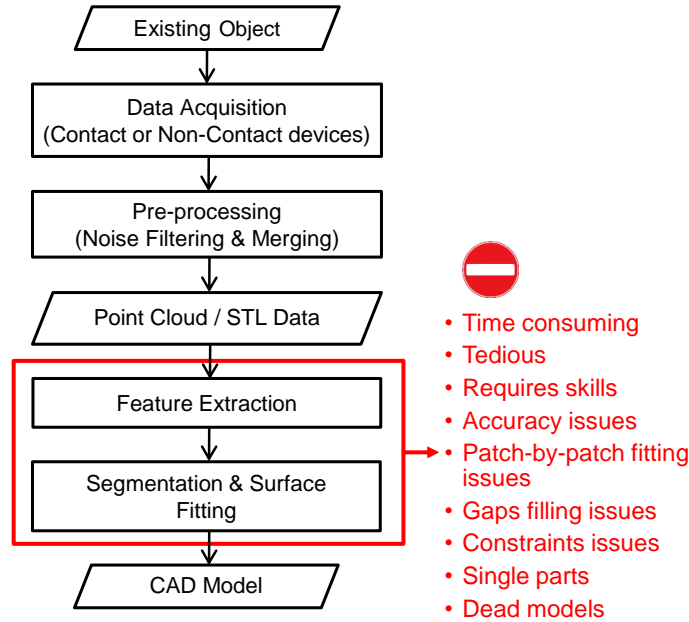 Existing Object
Data Acquisition
(Contact or Non-Contact devices)
Pre-processing
(Noise Filtering & Merging)
Point Cloud / STL Data
Feature Extraction
Segmentation & Surface
Fitting
CAD Model
• Time consuming
• Tedious
• Requires skills
• Accuracy issues
• Patch-by-patch fitting
issues
• Gaps filling issues
• Constraints issues
• Single parts
• Dead models